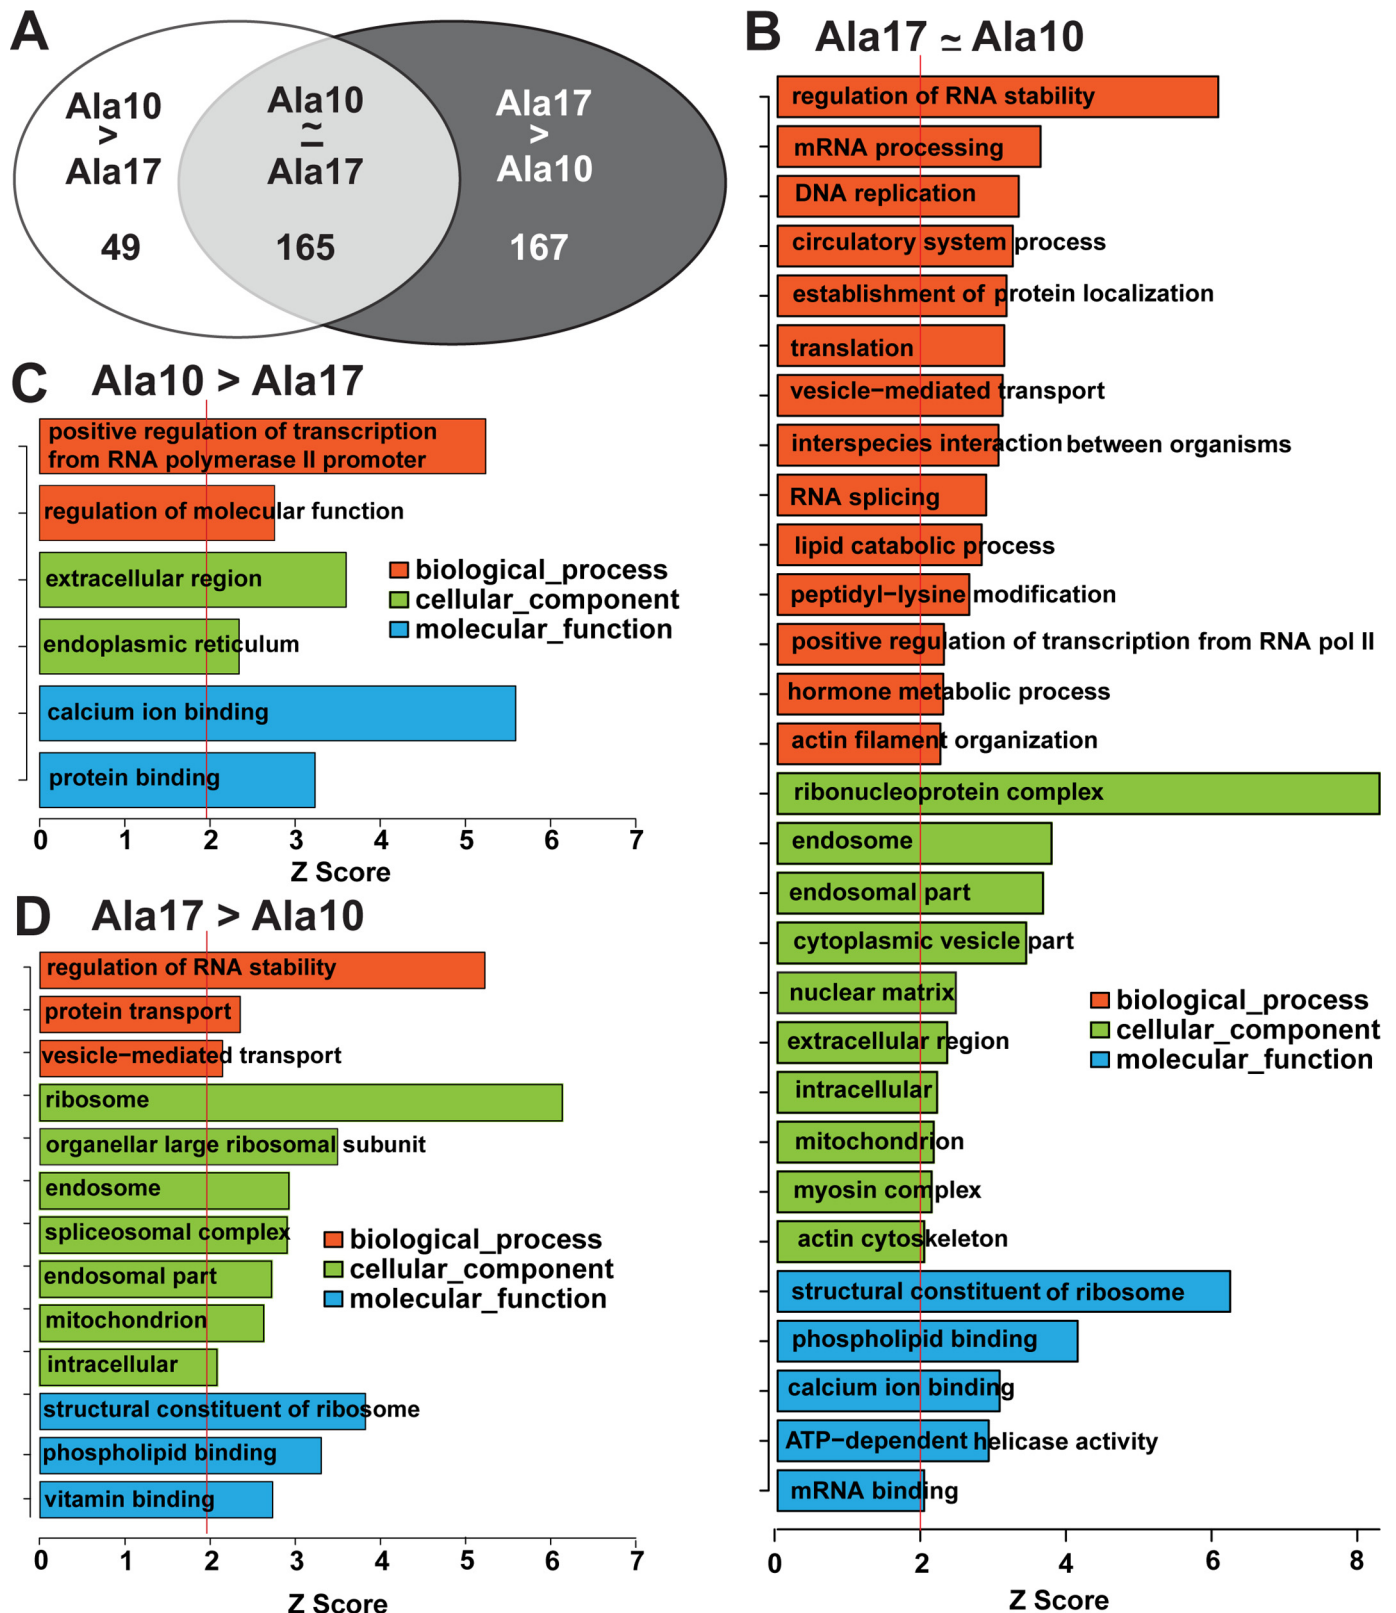 A
Ala10
>
Ala17
49
Ala10
≃
Ala17
165
Ala17
>
Ala10
167
B
Ala17 ≃ Ala10
regulation of RNA stability
mRNA processing
DNA replication
circulatory system process
establishment of protein localization
translation
vesicle−mediated transport
interspecies interaction between organisms
RNA splicing
lipid catabolic process
peptidyl−lysine modification
positive regulation of transcription from RNA pol II
hormone metabolic process
actin filament organization
ribonucleoprotein complex
endosome
endosomal part
cytoplasmic vesicle part
nuclear matrix
extracellular region
intracellular
mitochondrion
myosin complex
actin cytoskeleton
structural constituent of ribosome
phospholipid binding
calcium ion binding
ATP−dependent helicase activity
mRNA binding
biological_process
cellular_component
molecular_function
0 2 4 6 8
Z Score
C
Ala10 > Ala17
positive regulation of transcription
from RNA polymerase II promoter
regulation of molecular function
extracellular region
endoplasmic reticulum
calcium ion binding
protein binding
biological_process
cellular_component
molecular_function
0 1 2 3 4 5 6 7
Z Score
D
Ala17 > Ala10
regulation of RNA stability
protein transport
vesicle−mediated transport
ribosome
organellar large ribosomal subunit
endosome
spliceosomal complex
endosomal part
mitochondrion
intracellular
structural constituent of ribosome
phospholipid binding
vitamin binding
biological_process
cellular_component
molecular_function
0 1 2 3 4 5 6 7
Z Score